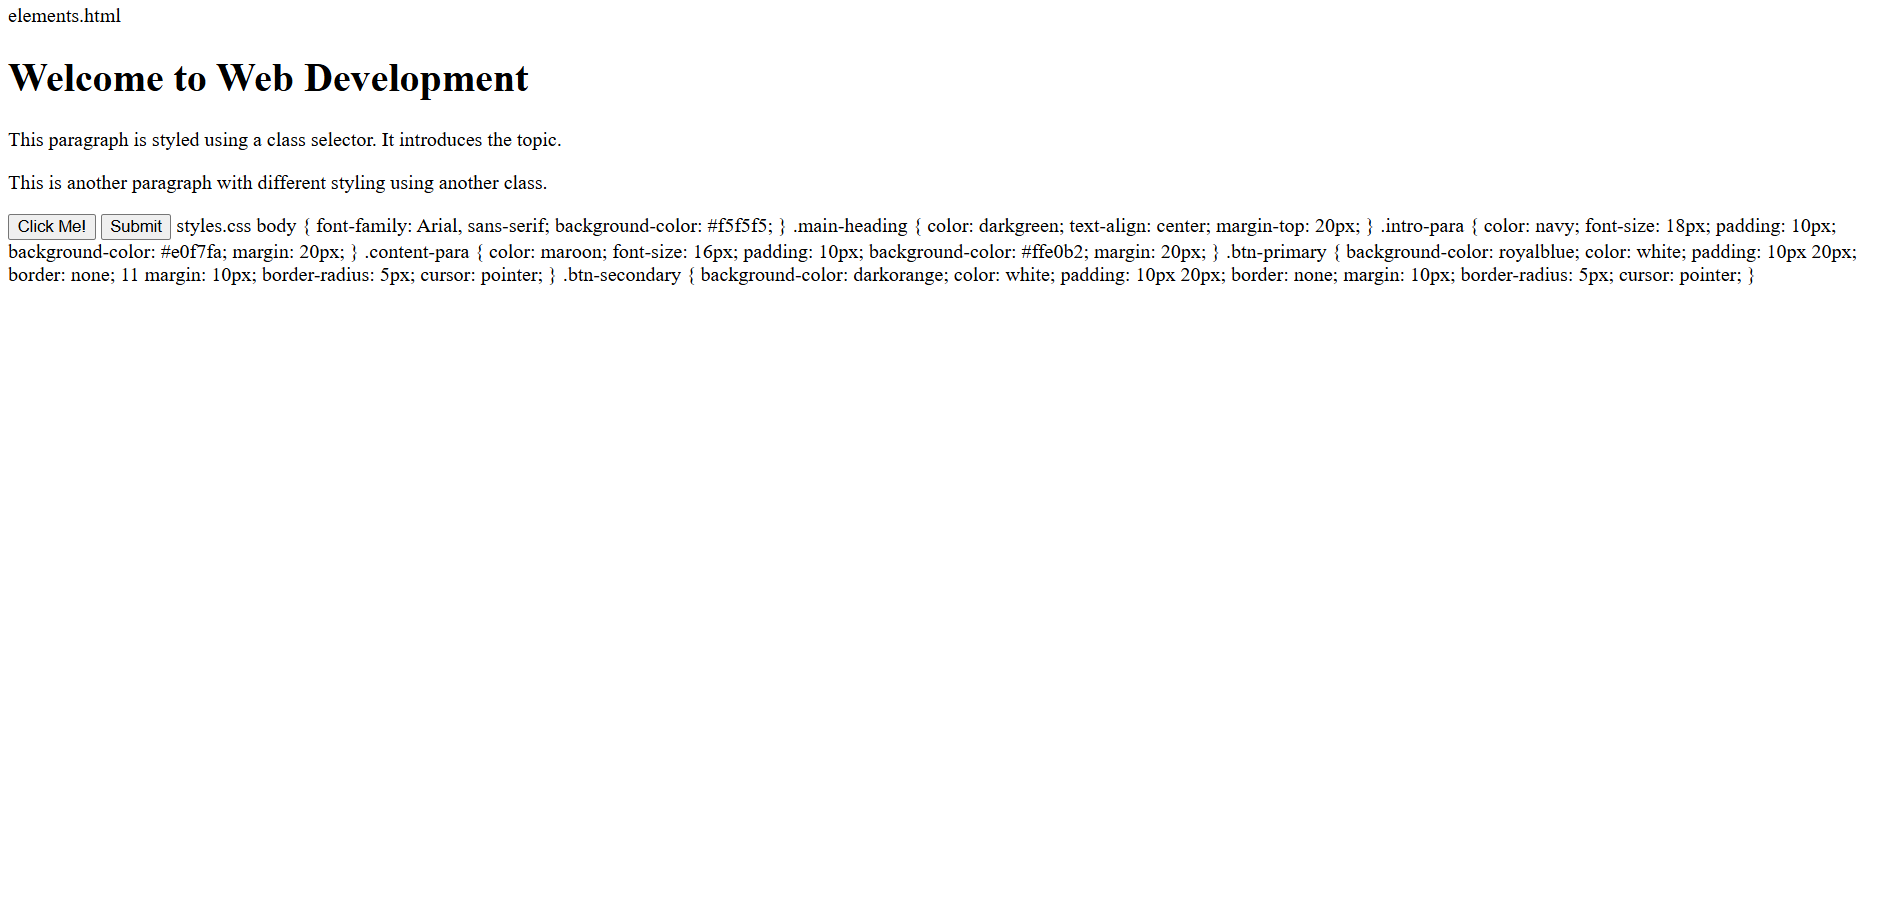 elements.html
Welcome to Web Development
This paragraph is styled using a class selector. It introduces the topic.
This is another paragraph with different styling using another class.
Click Me! Submit styles.css body { font-family: Arial, sans-serif; background-color: #f5f5f5; } .main-heading { color: darkgreen; text-align: center; margin-top: 20px; } .intro-para { color: navy; font-size: 18px; padding: 10px;
background-color: #e0f7fa; margin: 20px; } .content-para { color: maroon; font-size: 16px; padding: 10px; background-color: #ffe0b2; margin: 20px; } .btn-primary { background-color: royalblue; color: white; padding: 10px 20px;
border: none; 11 margin: 10px; border-radius: 5px; cursor: pointer; } .btn-secondary { background-color: darkorange; color: white; padding: 10px 20px; border: none; margin: 10px; border-radius: 5px; cursor: pointer; }